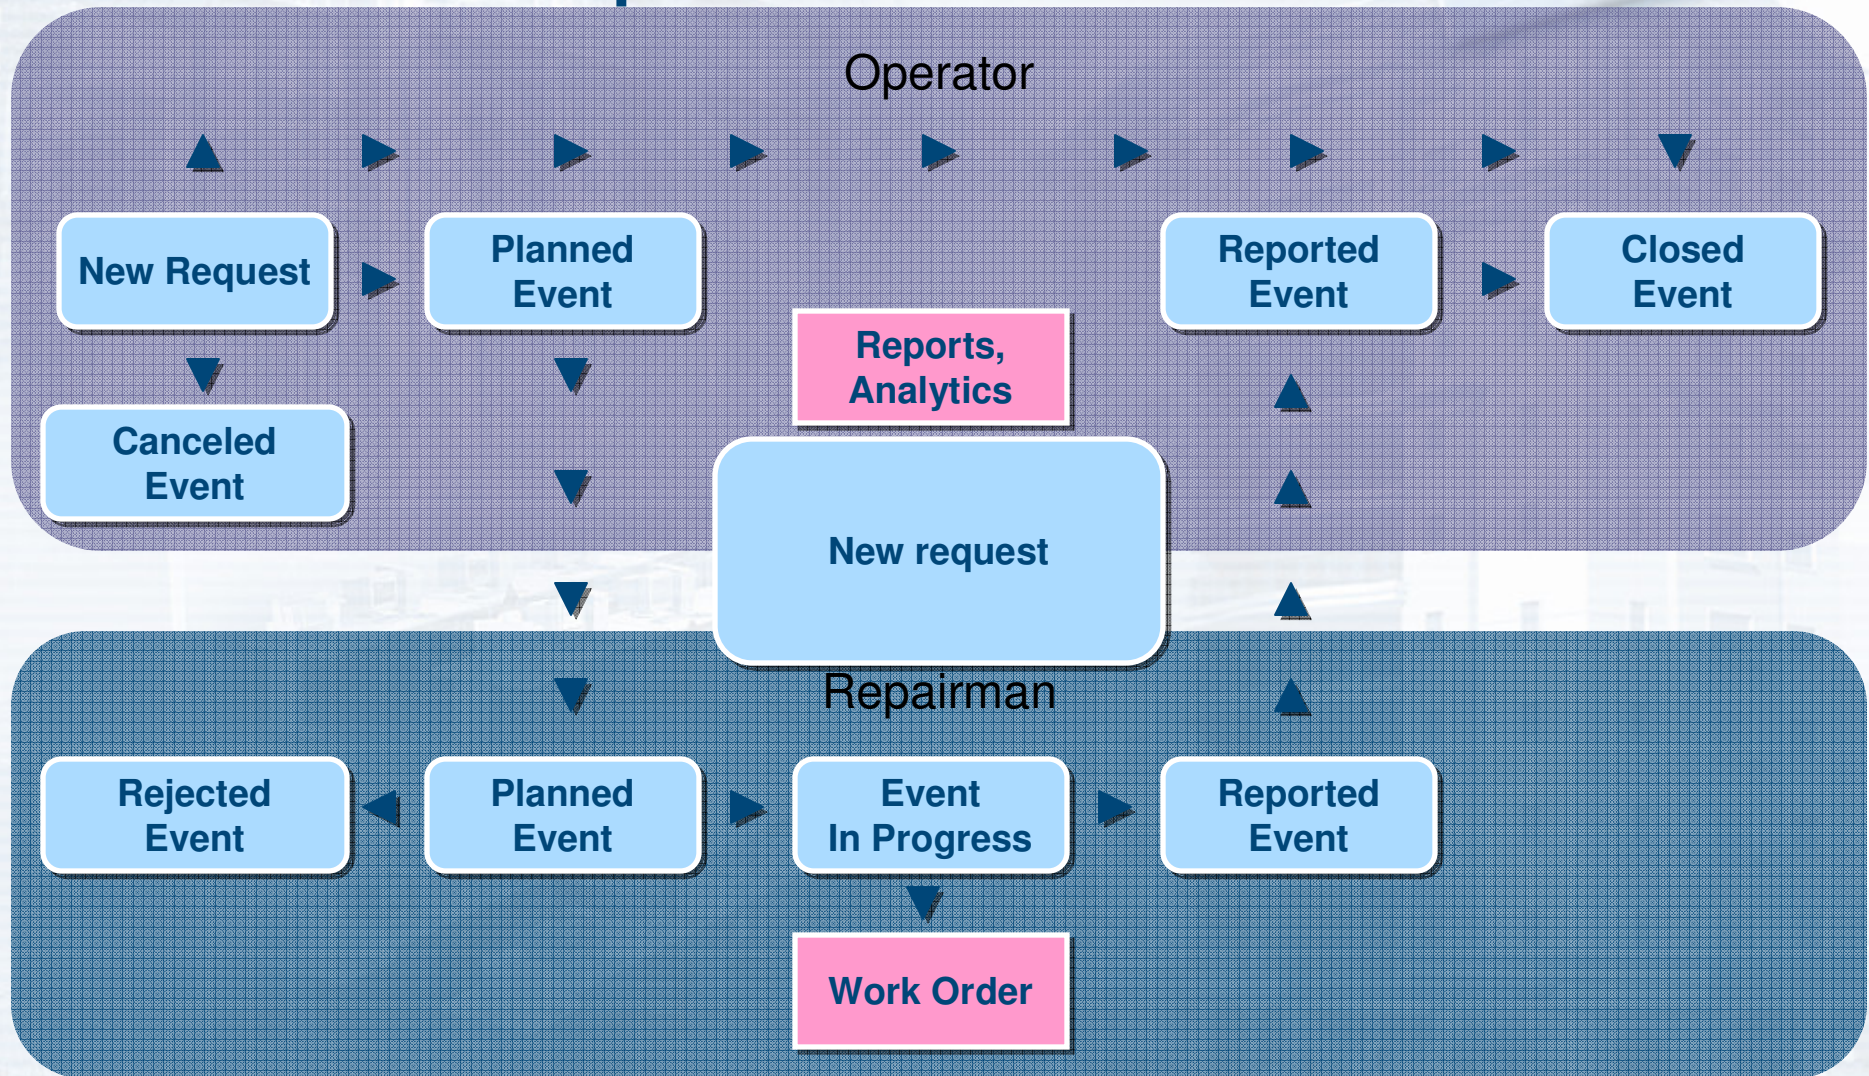 Operator
New Request
Planned
Event
Reported
Event
Closed
Event
Reports,
Analytics
Canceled
Event
New request
Repairman
Rejected
Event
Planned
Event
Event
In Progress
Reported
Event
Work Order